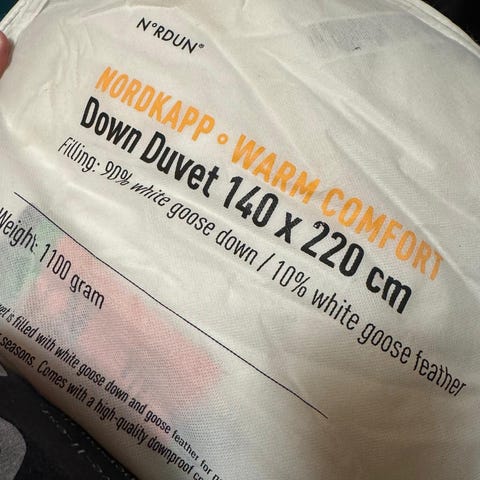 N°RDUN®
NORDKAPP ° WARM COMFORT
Down Duvet 140 x 220 cm
Filling: 90% white goose down / 10% white goose feather
Weight: 1100 gram
is filled with white goose down and goose feather for
seasons. Comes with a high-quality downproof